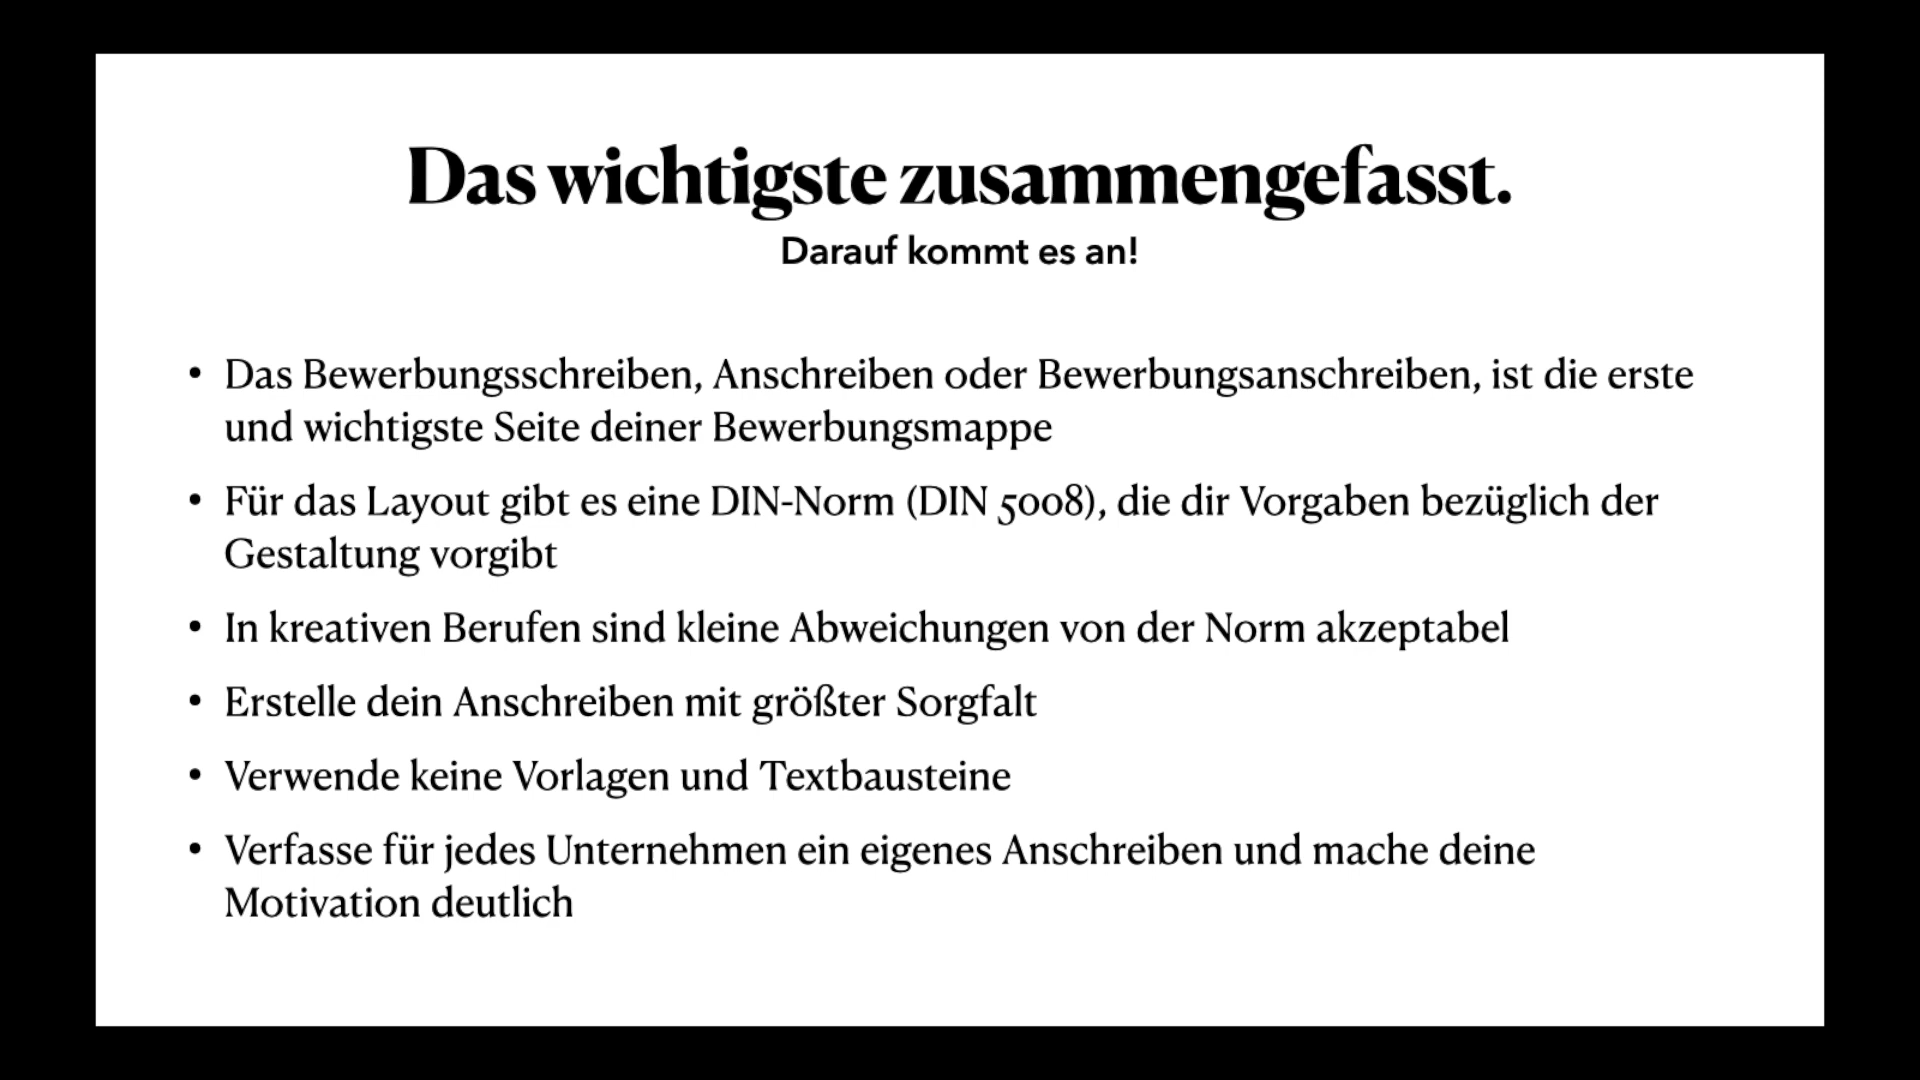 Das wichtigste zusammengefasst.
Darauf kommt es an!
• Das Bewerbungsschreiben, Anschreiben oder Bewerbungsanschreiben, ist die erste
und wichtigste Seite deiner Bewerbungsmappe
• Für das Layout gibt es eine DIN-Norm (DIN 5008), die dir Vorgaben bezüglich der
Gestaltung vorgibt
• In kreativen Berufen sind kleine Abweichungen von der Norm akzeptabel
• Erstelle dein Anschreiben mit größter Sorgfalt
• Verwende keine Vorlagen und Textbausteine
• Verfasse für jedes Unternehmen ein eigenes Anschreiben und mache deine
Motivation deutlich